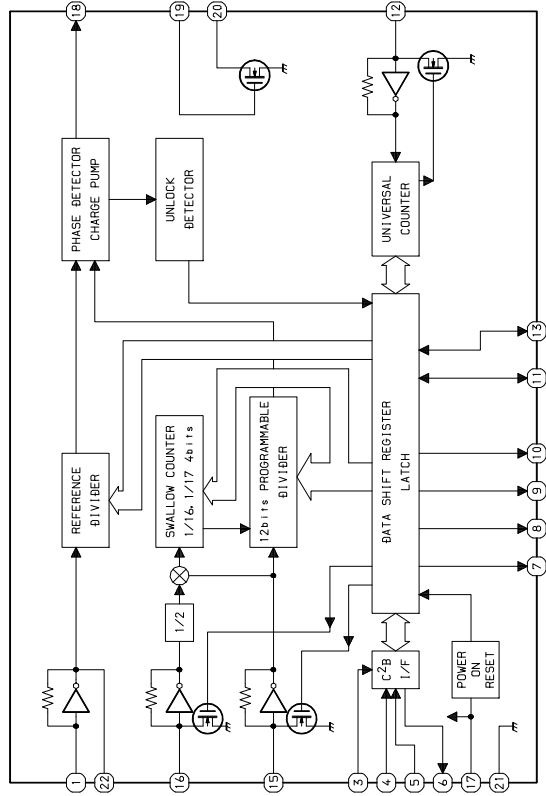 1
22
16
15
3
4
5
6
17
21
REFERENCE
DIVIDER
1/2
SWALLOW COUNTER
1/16, 1/17 4bits
12bits PROGRAMMABLE
DIVIDER
C²B
I/F
POWER
ON
RESET
DATA SHIFT REGISTER
LATCH
PHASE DETECTOR
CHARGE PUMP
UNLOCK
DETECTOR
UNIVERSAL
COUNTER
18
19
20
12
7
8
9
10
11
13